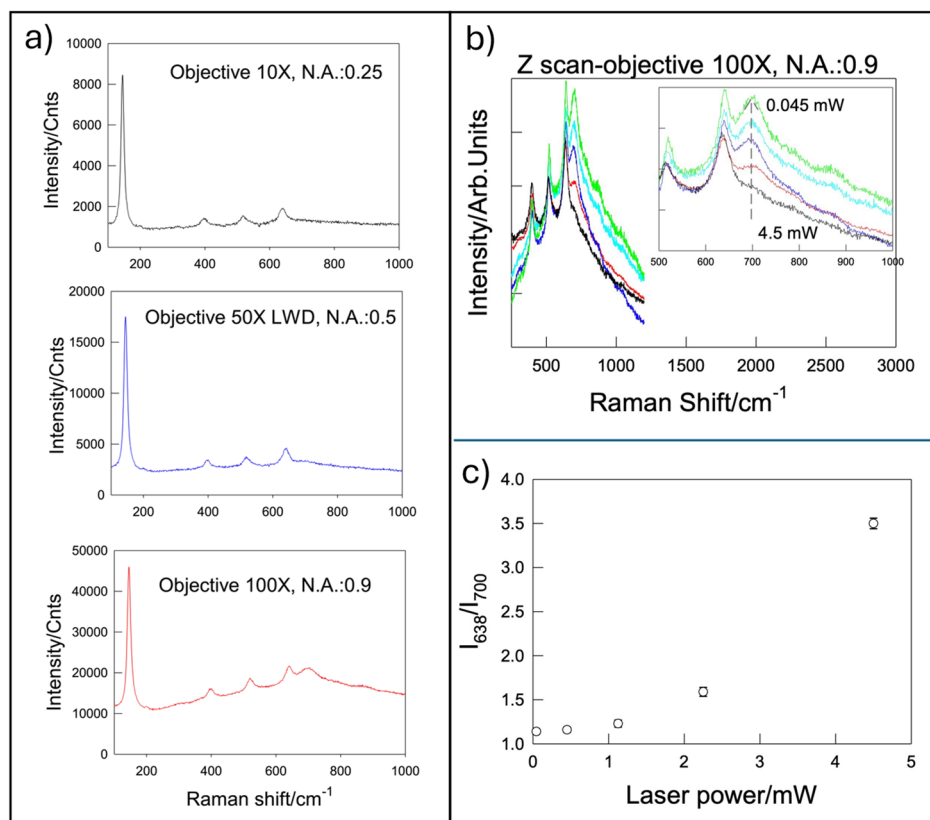 a)
Objective 10X, N.A.:0.25
Intensity/Cnts
10000
8000
6000
4000
2000
0
200 400 600 800 1000
Objective 50X LWD, N.A.:0.5
Intensity/Cnts
20000
15000
10000
5000
0
200 400 600 800 1000
Objective 100X, N.A.:0.9
Intensity/Cnts
50000
40000
30000
20000
10000
0
200 400 600 800 1000
Raman shift/cm⁻¹
b)
Z scan-objective 100X, N.A.:0.9
Intensity/Arb.Units
0.045 mW
4.5 mW
500 600 700 800 900 1000
500 1000 1500 2000 2500 3000
Raman Shift/cm⁻¹
c)
I₆₃₈/I₇₀₀
4.0
3.5
3.0
2.5
2.0
1.5
1.0
0 1 2 3 4 5
Laser power/mW